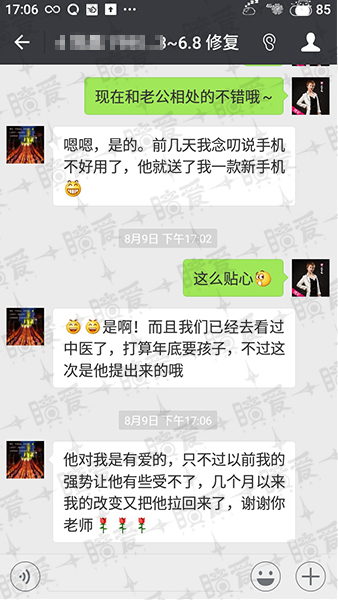 17:06
85
3~6.8 修复
现在和老公相处的不错哦~
嗯嗯，是的。前几天我念叨说手机
不好用了，他就送了我一款新手机
8月9日 下午17:02
这么贴心
是啊！而且我们已经去看过
中医了，打算年底要孩子，不过这
次是他提出来的哦
8月9日 下午17:06
他对我是有爱的，只不过以前我的
强势让他有些受不了，几个月以来
我的改变又把他拉回来了，谢谢你
老师